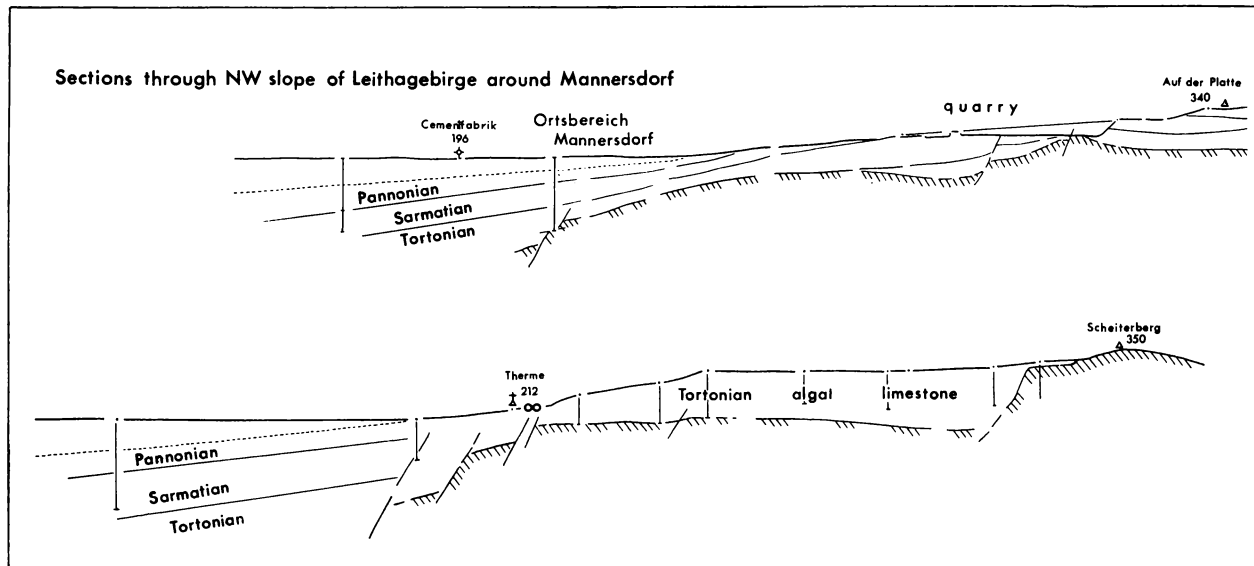 Sections through NW slope of Leithagebirge around Mannersdorf
Auf der Platte
340
quarry
Cementfabrik
196
Ortsbereich
Mannersdorf
Pannonian
Sarmatian
Tortonian
Scheiterberg
350
Therme
212
Tortonian algal limestone
Pannonian
Sarmatian
Tortonian